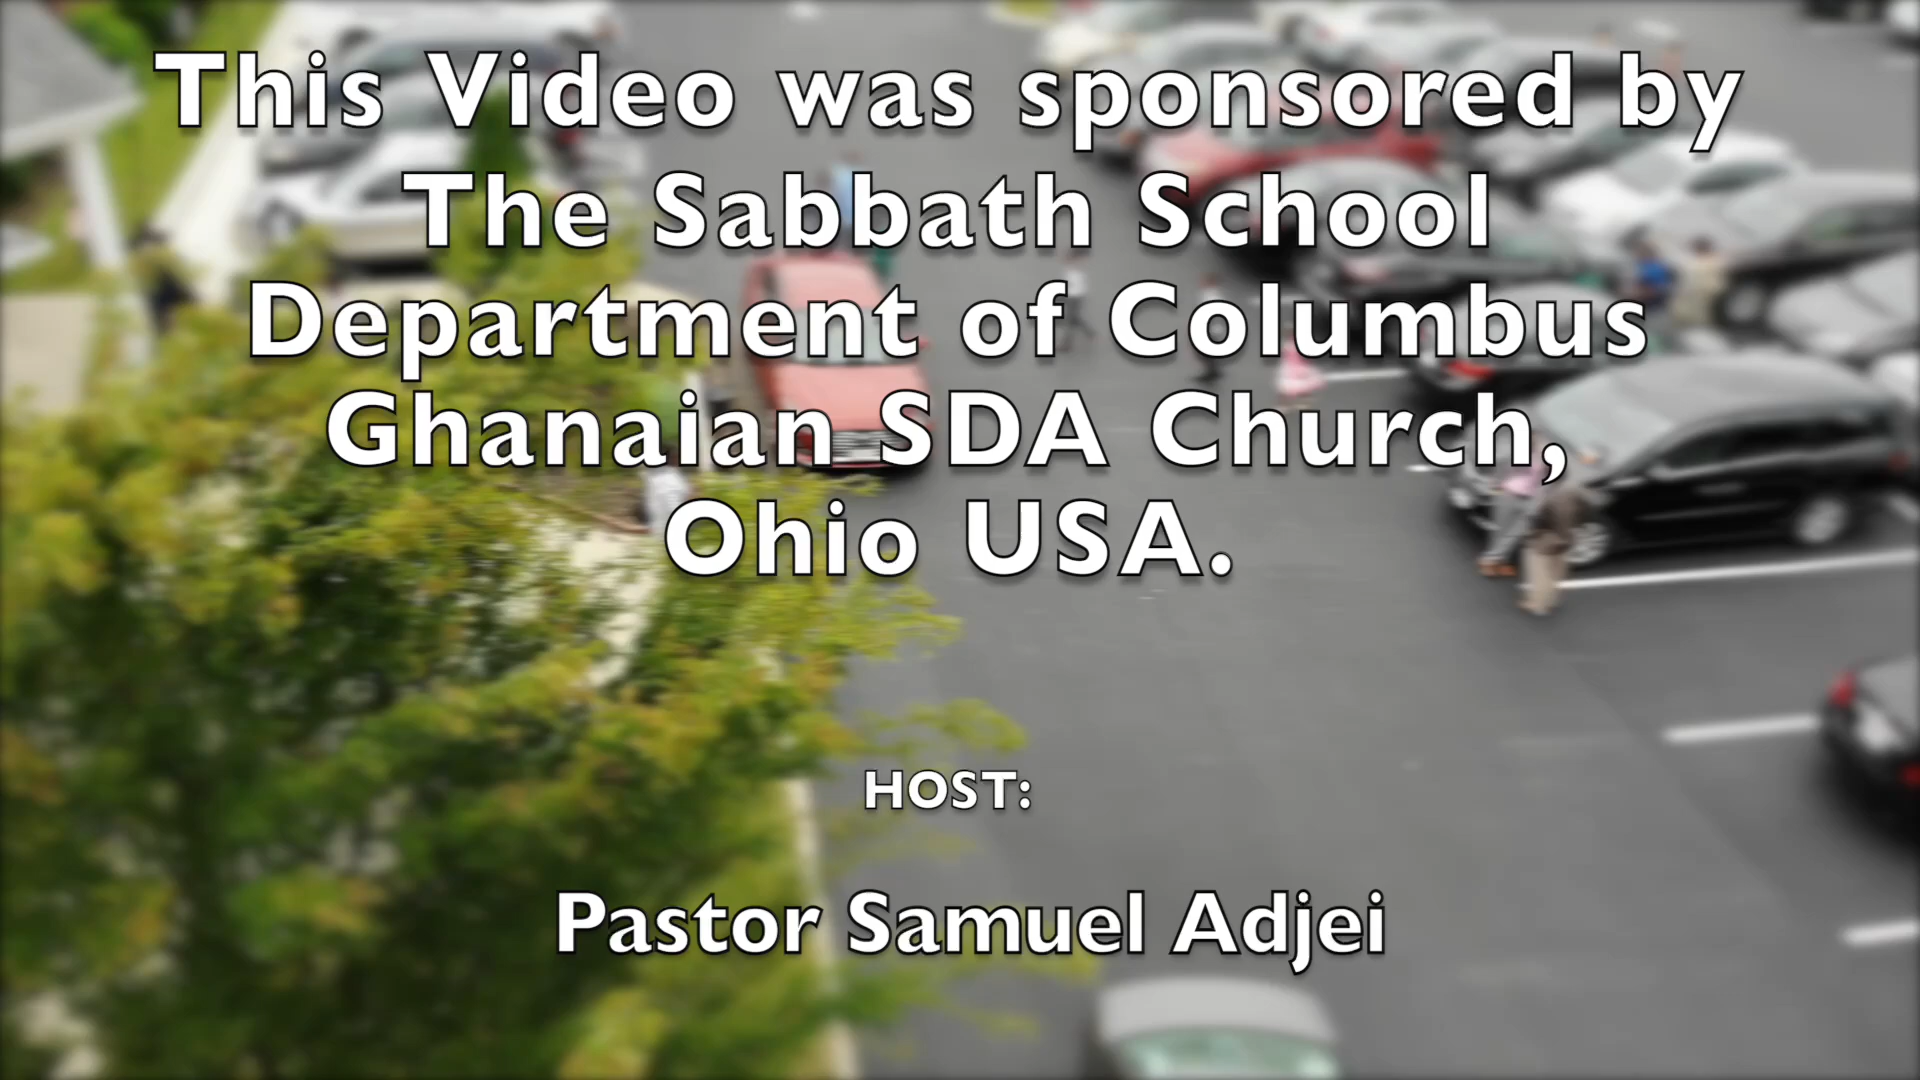 This Video was sponsored by
The Sabbath School
Department of Columbus
Ghanaian SDA Church,
Ohio USA.
HOST:
Pastor Samuel Adjei